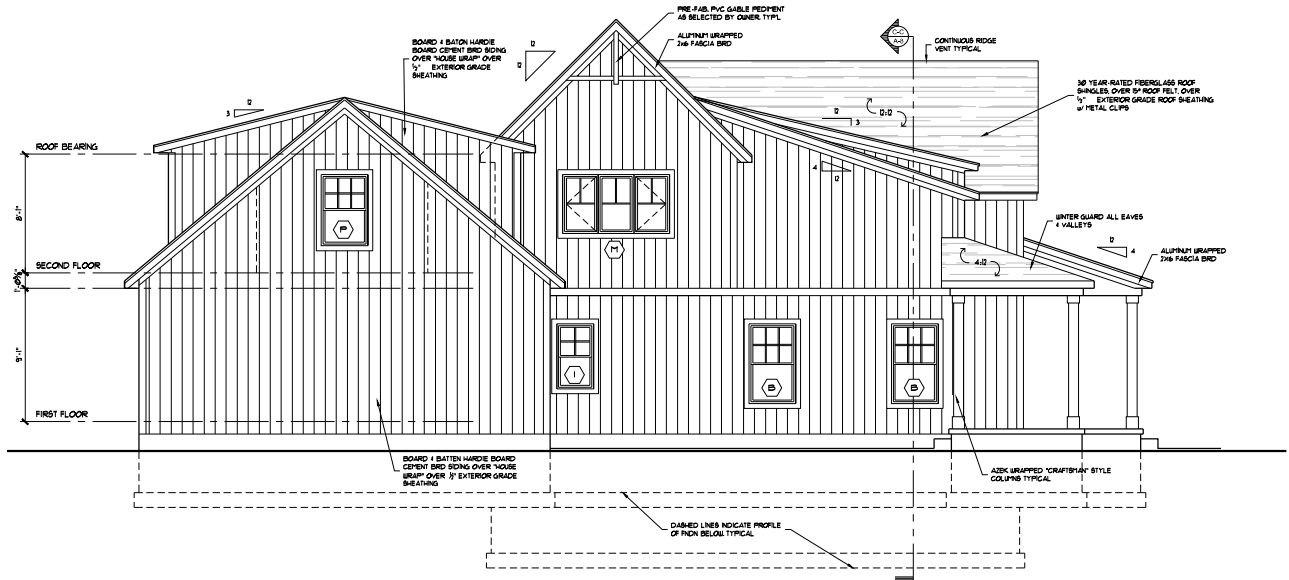 PRE-FAB. PVC GABLE PEDIMENT
AS SELECTED BY OWNER, TYP'L
ALUMINUM WRAPPED
2x6 FASCIA BRD
C-C
A-8
CONTINUOUS RIDGE
VENT TYPICAL
BOARD & BATON HARDIE
BOARD CEMENT BRD SIDING
OVER "HOUSE WRAP" OVER
½" EXTERIOR GRADE
SHEATHING
12
12
30 YEAR-RATED FIBERGLASS ROOF
SHINGLES, OVER 15# ROOF FELT, OVER
½" EXTERIOR GRADE ROOF SHEATHING
w/ METAL CLIPS
12
3
12:12
12
3
ROOF BEARING
4
12
8'-1"
P
WINTER GUARD ALL EAVES
& VALLEYS
M
12
4
ALUMINUM WRAPPED
2X6 FASCIA BRD
SECOND FLOOR
4:12
9'-1"
I
B
B
FIRST FLOOR
BOARD & BATTEN HARDIE BOARD
CEMENT BRD SIDING OVER "HOUSE
WRAP" OVER ½" EXTERIOR GRADE
SHEATHING
AZEK WRAPPED "CRAFTSMAN" STYLE
COLUMNS TYPICAL
DASHED LINES INDICATE PROFILE
OF FNDN BELOW, TYPICAL